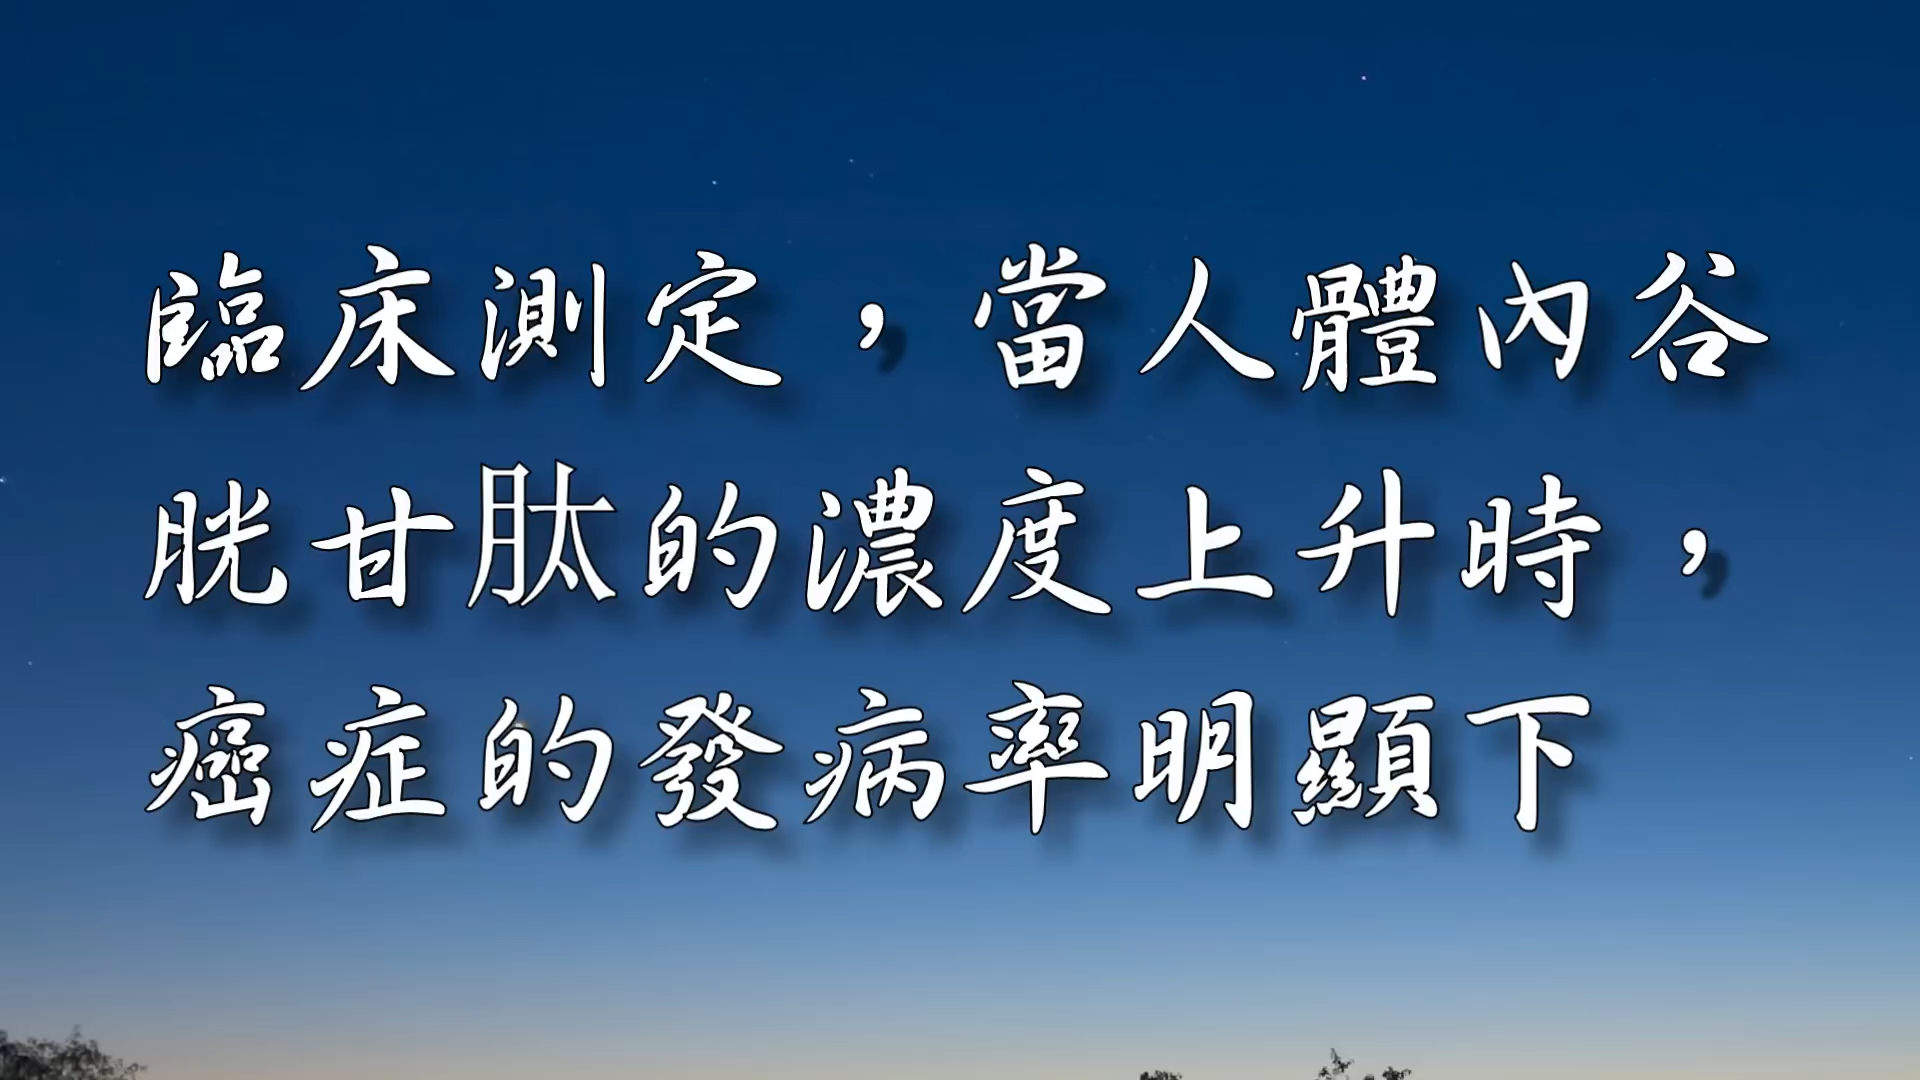 臨床測定，當人體內谷
胱甘肽的濃度上升時，
癌症的發病率明顯下